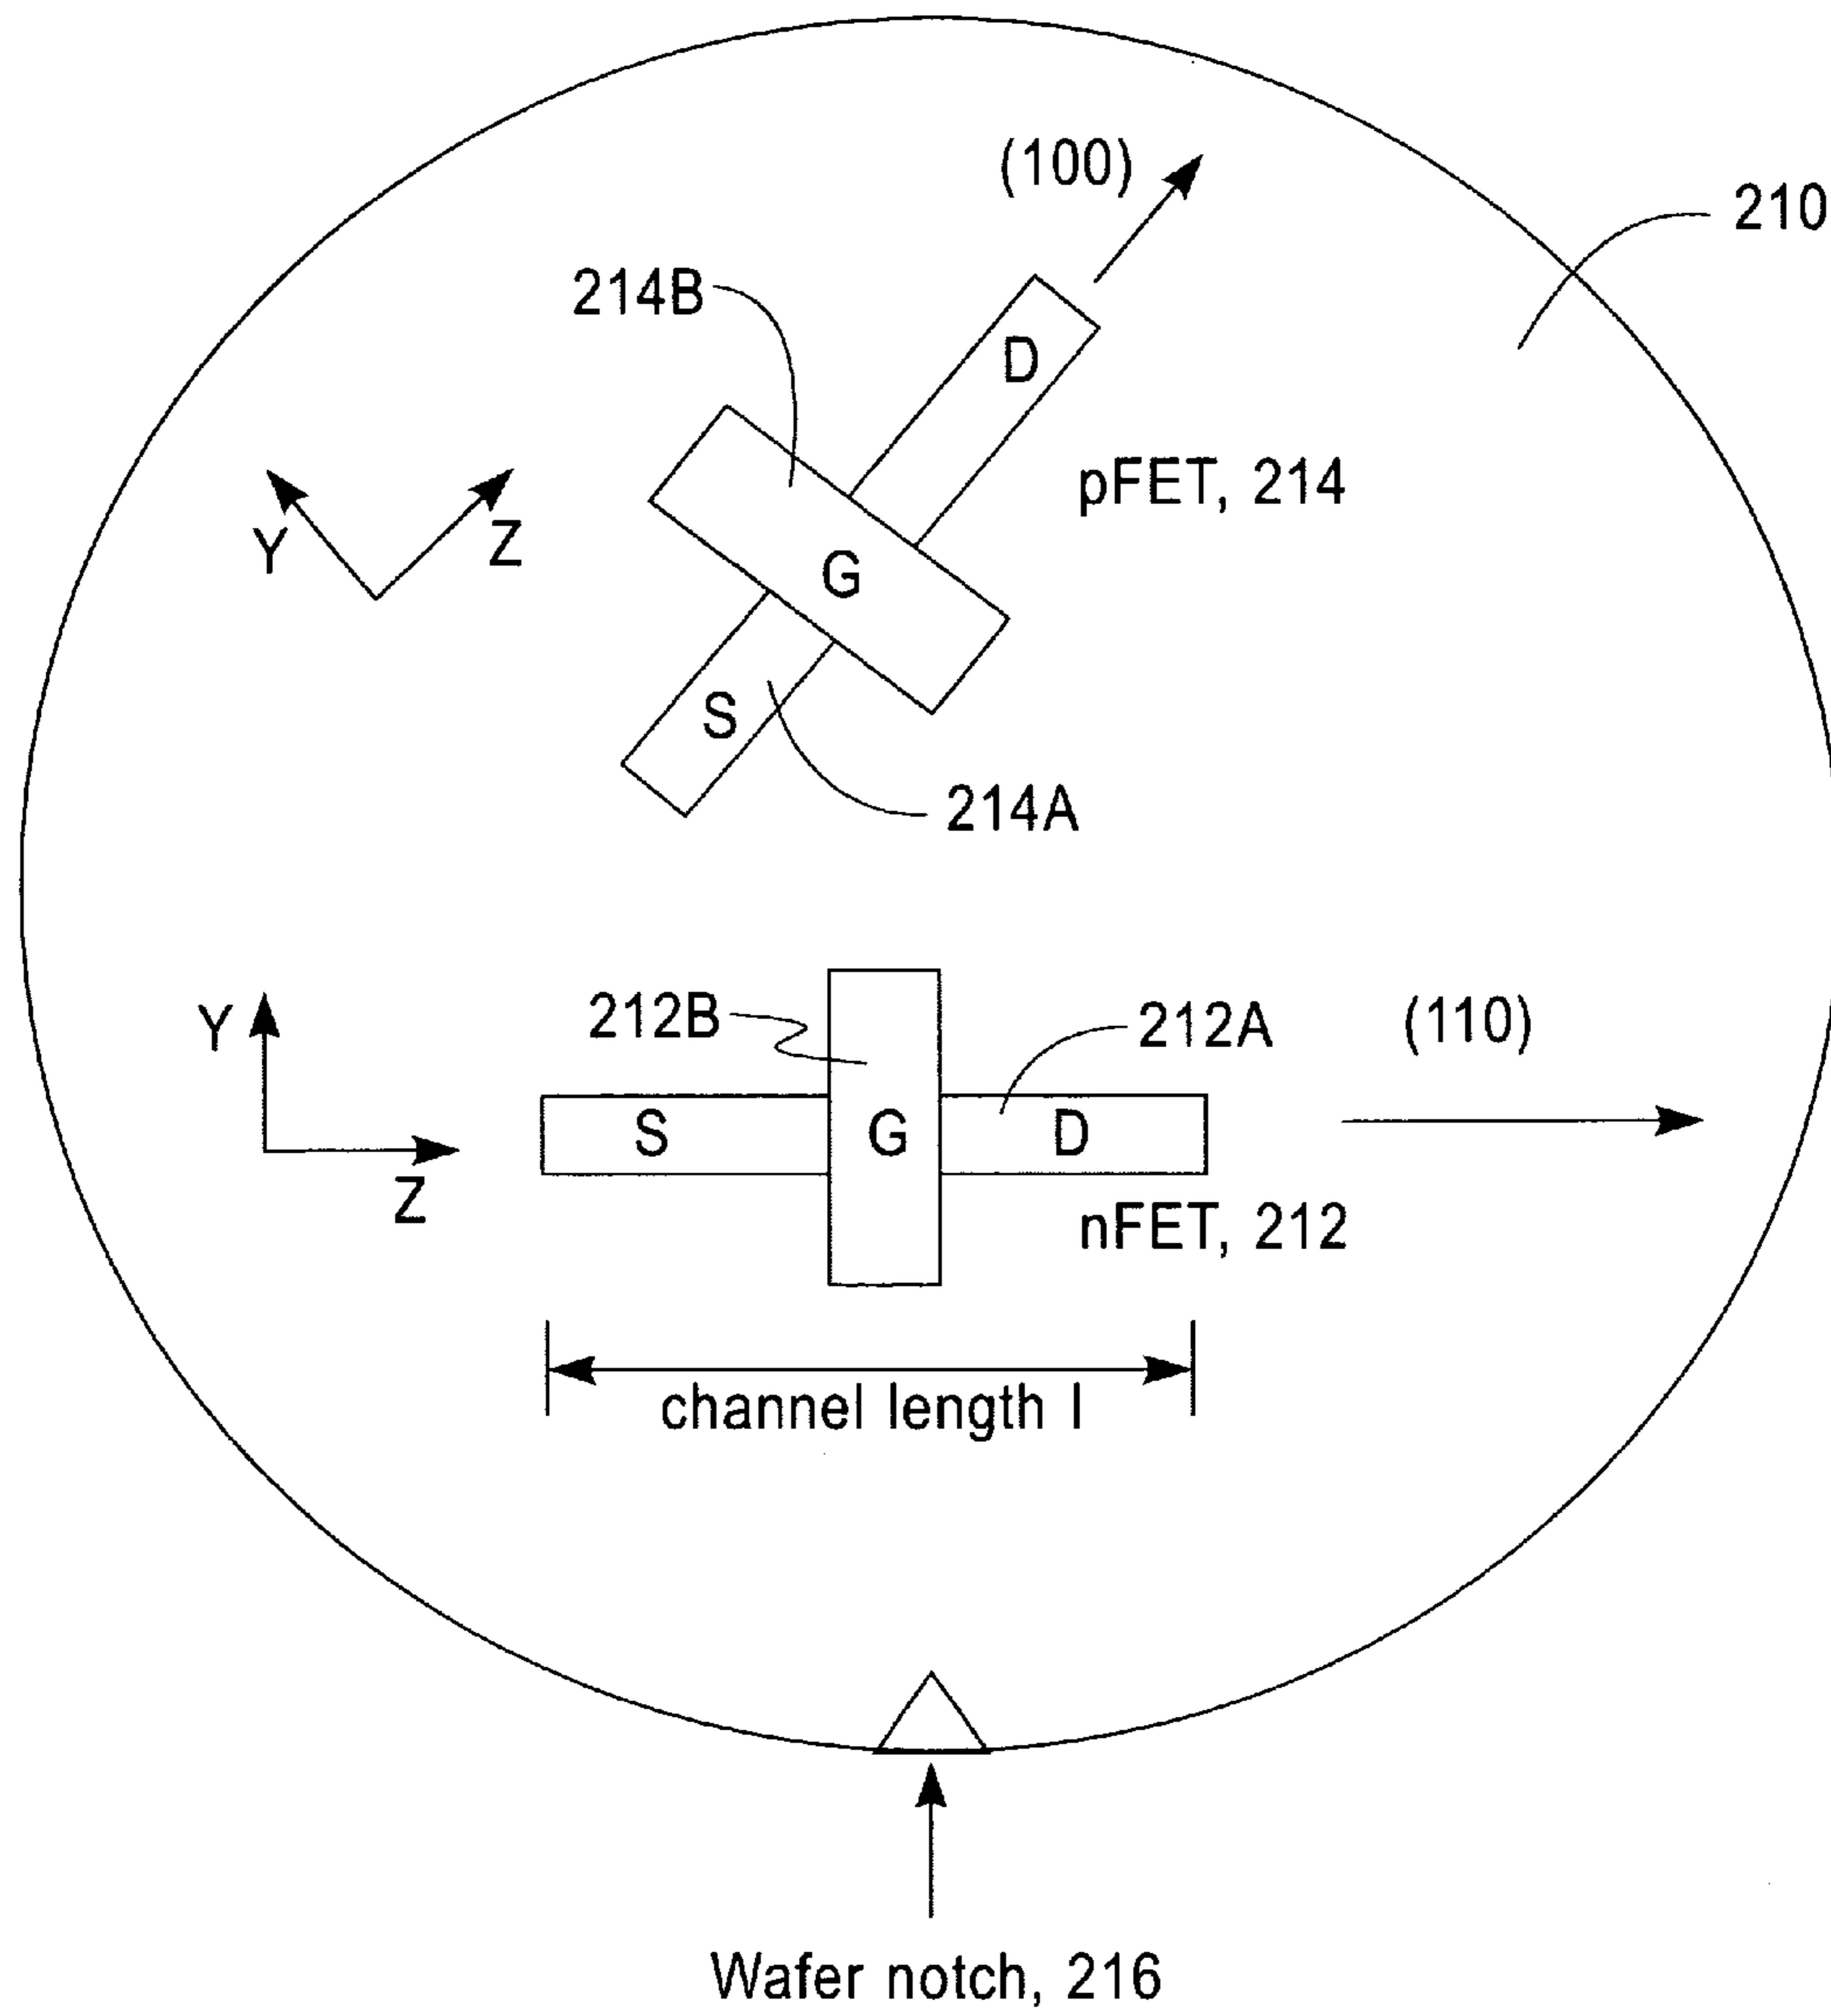 (100)
210
214B
D
pFET, 214
Y
Z
G
S
214A
212B
212A
(110)
Y
S
G
D
Z
nFET, 212
channel length l
Wafer notch, 216